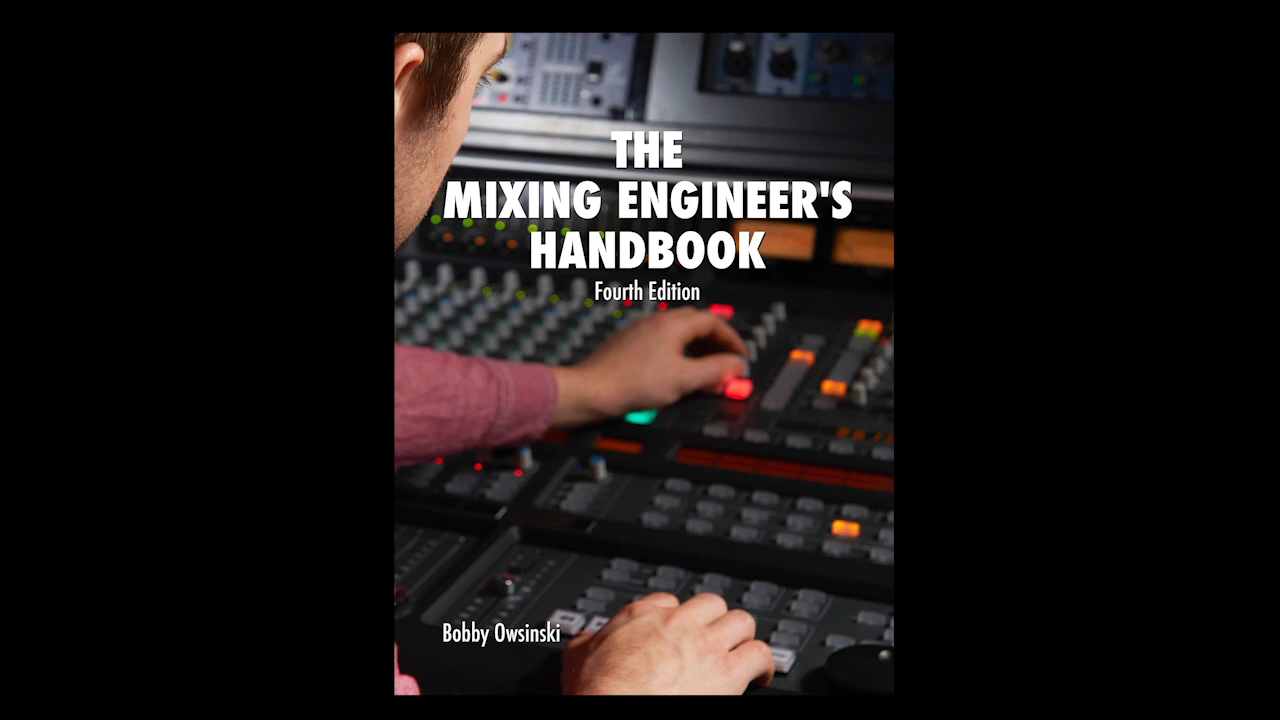 THE
MIXING ENGINEER'S
HANDBOOK
Fourth Edition
Bobby Owsinski